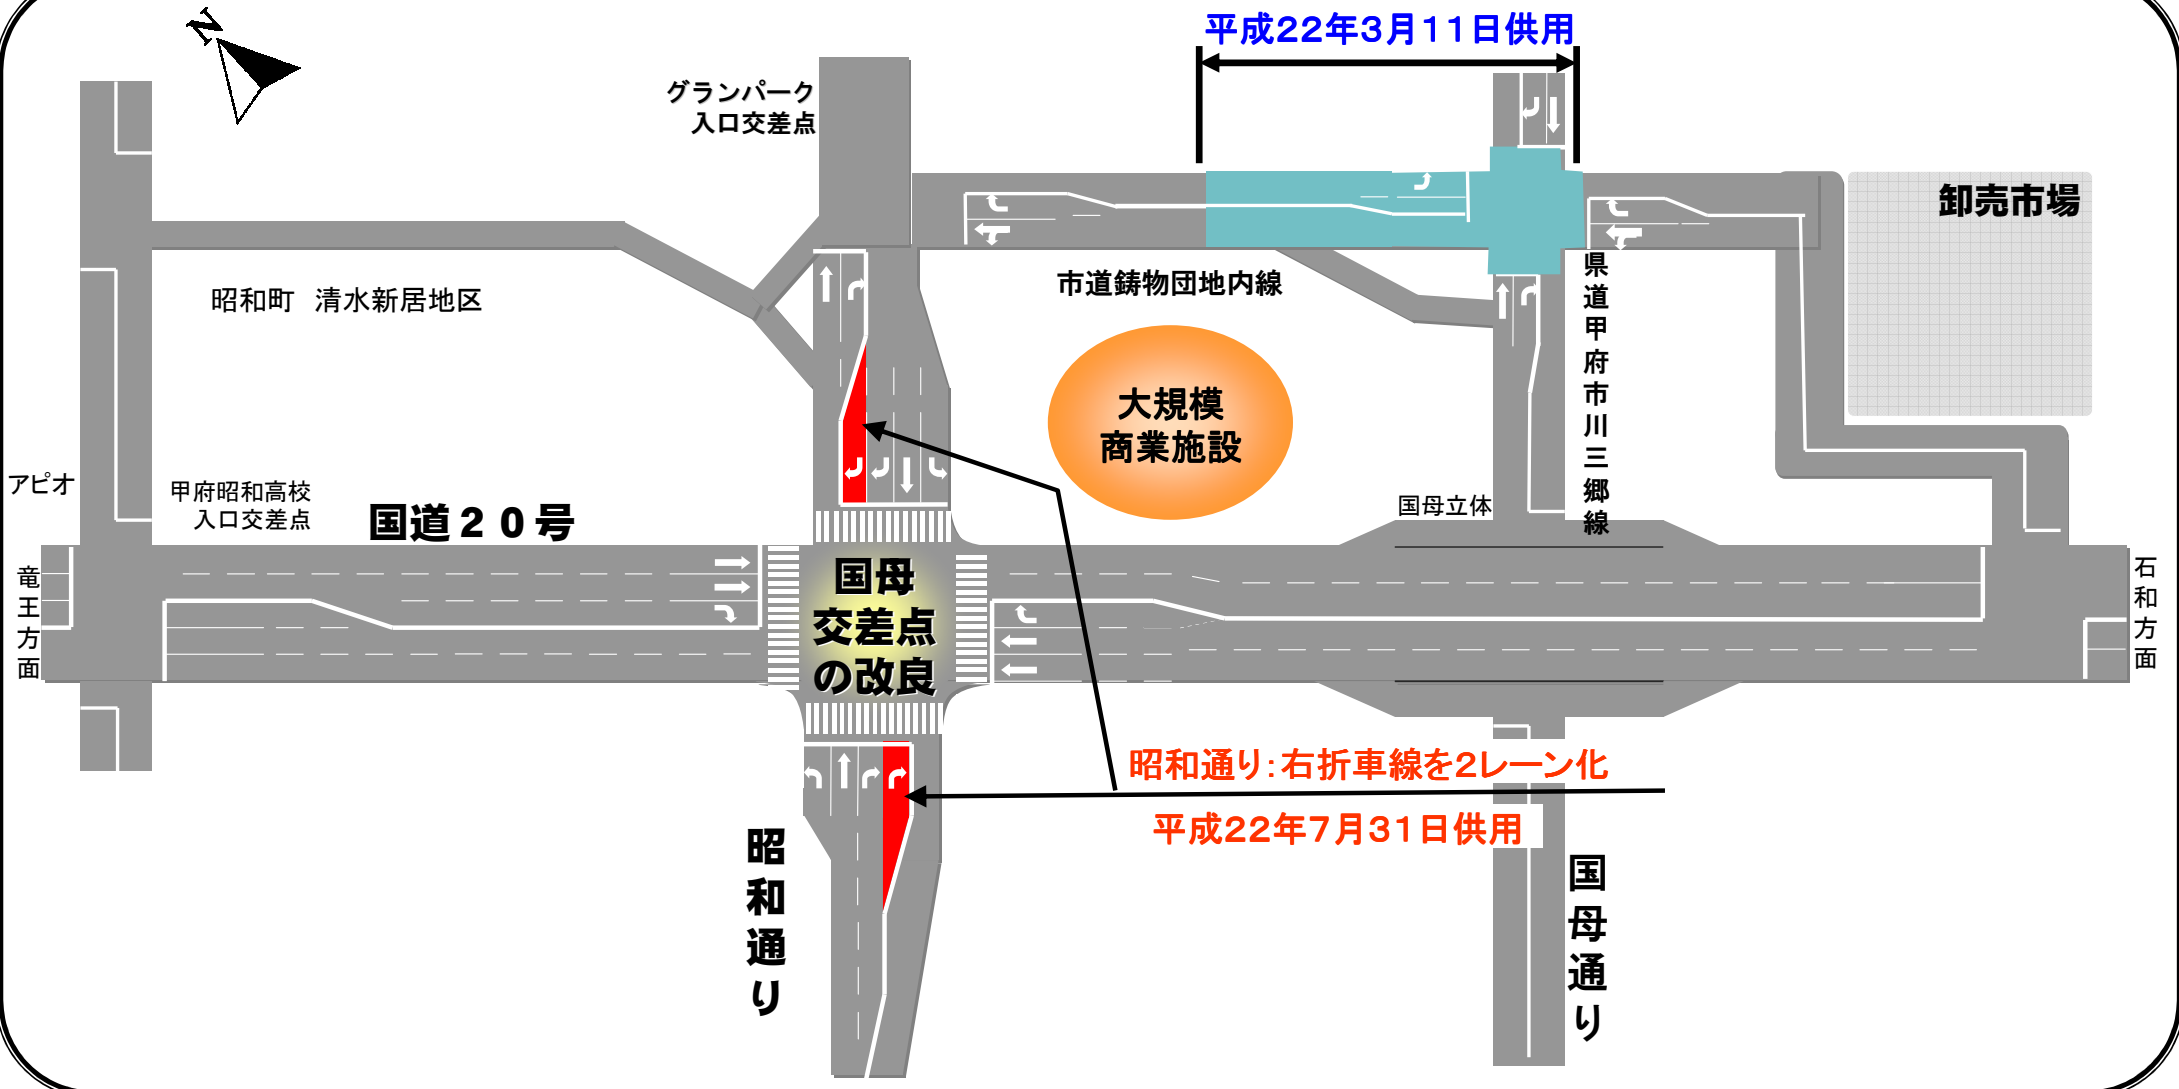 N
平成22年3月11日供用
グランパーク
入口交差点
卸売市場
昭和町 清水新居地区
市道鋳物団地内線
県道甲府市川三郷線
大規模
商業施設
アピオ
甲府昭和高校
入口交差点
国道20号
国母立体
竜王方面
国母
交差点
の改良
石和方面
昭和通り:右折車線を2レーン化
平成22年7月31日供用
昭和通り
国母通り